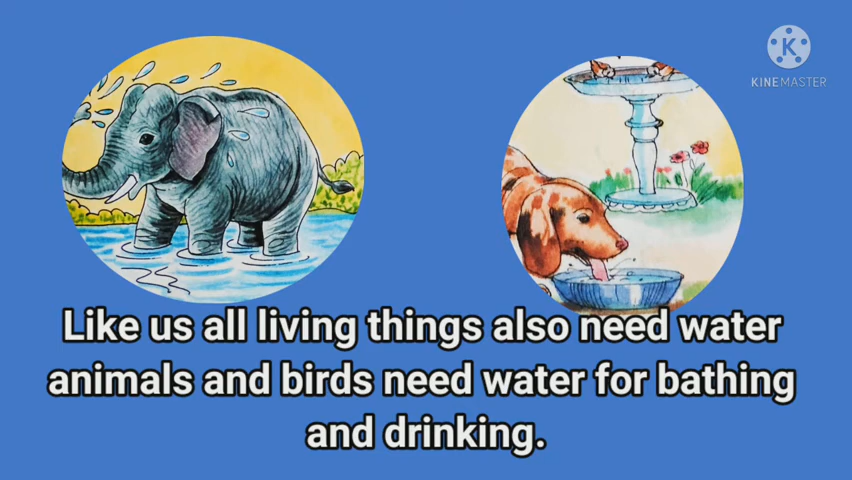 K
KINEMASTER
Like us all living things also need water
animals and birds need water for bathing
and drinking.